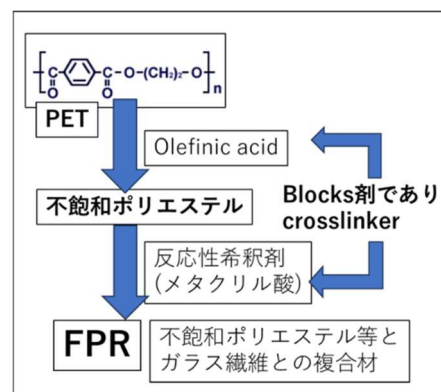 O
C
C-O-(CH₂)₂-O
O
n
PET
Olefinic acid
不飽和ポリエステル
Blocks剤であり
crosslinker
反応性希釈剤
(メタクリル酸)
FPR
不飽和ポリエステル等と
ガラス繊維との複合材